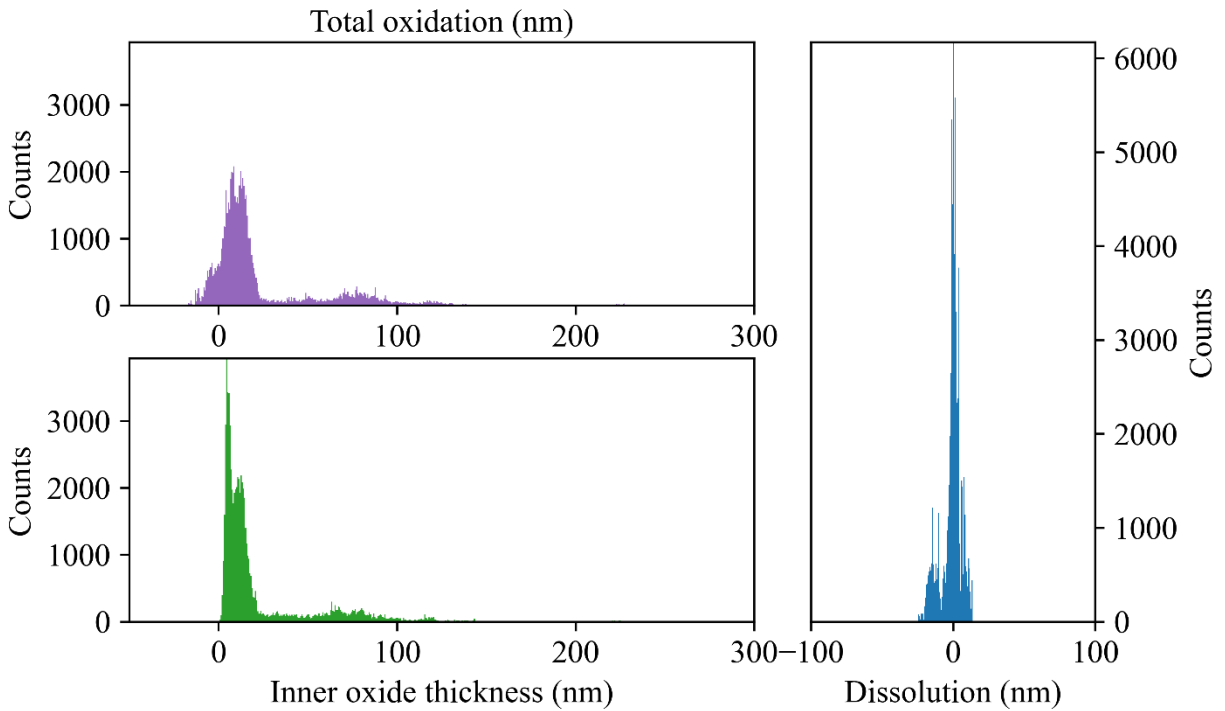 Total oxidation (nm)
Counts
3000
2000
1000
0
0 100 200 300
Counts
3000
2000
1000
0
0 100 200 300
Inner oxide thickness (nm)
6000
5000
4000
3000
2000
1000
0
Counts
−100 0 100
Dissolution (nm)